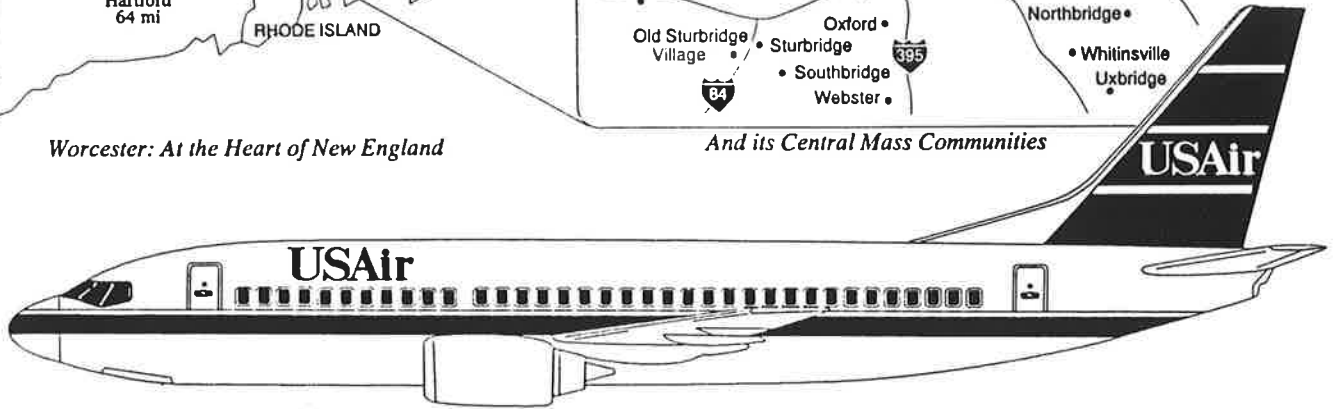 Hartford
64 mi
RHODE ISLAND
Old Sturbridge
Village
Sturbridge
Southbridge
Webster
Oxford
395
84
Northbridge
Whitinsville
Uxbridge
Worcester: At the Heart of New England
And its Central Mass Communities
USAir
USAir